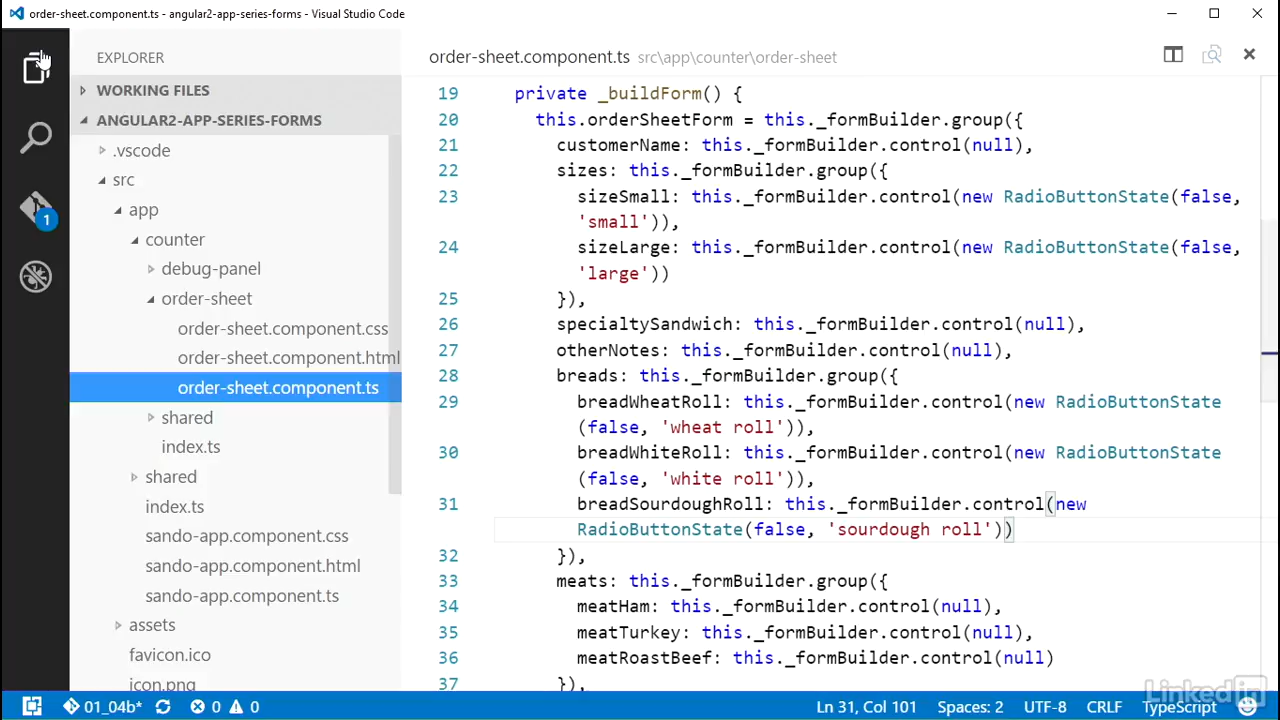 order-sheet.component.ts - angular2-app-series-forms - Visual Studio Code
EXPLORER
WORKING FILES
ANGULAR2-APP-SERIES-FORMS
.vscode
src
app
counter
debug-panel
order-sheet
order-sheet.component.css
order-sheet.component.html
order-sheet.component.ts
shared
index.ts
shared
index.ts
sando-app.component.css
sando-app.component.html
sando-app.component.ts
assets
favicon.ico
icon.png
1
order-sheet.component.ts src\app\counter\order-sheet
19 private _buildForm() {
20 this.orderSheetForm = this._formBuilder.group({
21 customerName: this._formBuilder.control(null),
22 sizes: this._formBuilder.group({
23 sizeSmall: this._formBuilder.control(new RadioButtonState(false,
'small')),
24 sizeLarge: this._formBuilder.control(new RadioButtonState(false,
'large'))
25 }),
26 specialtySandwich: this._formBuilder.control(null),
27 otherNotes: this._formBuilder.control(null),
28 breads: this._formBuilder.group({
29 breadWheatRoll: this._formBuilder.control(new RadioButtonState
(false, 'wheat roll')),
30 breadWhiteRoll: this._formBuilder.control(new RadioButtonState
(false, 'white roll')),
31 breadSourdoughRoll: this._formBuilder.control(new
RadioButtonState(false, 'sourdough roll'))
32 }),
33 meats: this._formBuilder.group({
34 meatHam: this._formBuilder.control(null),
35 meatTurkey: this._formBuilder.control(null),
36 meatRoastBeef: this._formBuilder.control(null)
37 }),
01_04b* 0 0 Ln 31, Col 101 Spaces: 2 UTF-8 CRLF TypeScript
LinkedIn